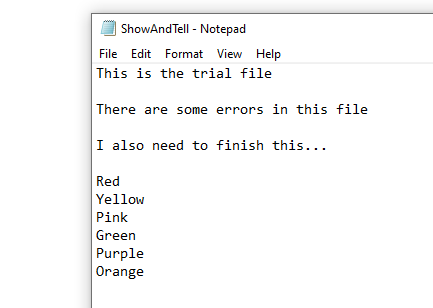 ShowAndTell - Notepad
File Edit Format View Help
This is the trial file
There are some errors in this file
I also need to finish this...
Red
Yellow
Pink
Green
Purple
Orange